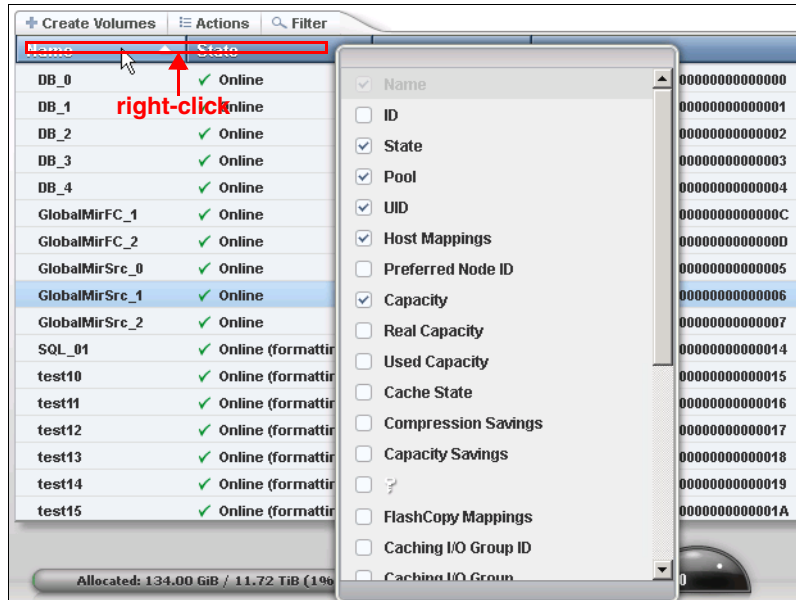 Create Volumes Actions Filter
Name State
DB_0 Online 00000000000000
DB_1 Online 00000000000001
DB_2 Online 00000000000002
DB_3 Online 00000000000003
DB_4 Online 00000000000004
GlobalMirFC_1 Online 0000000000000C
GlobalMirFC_2 Online 0000000000000D
GlobalMirSrc_0 Online 00000000000005
GlobalMirSrc_1 Online 00000000000006
GlobalMirSrc_2 Online 00000000000007
SQL_01 Online (formattin 00000000000014
test10 Online (formattin 00000000000015
test11 Online (formattin 00000000000016
test12 Online (formattin 00000000000017
test13 Online (formattin 00000000000018
test14 Online (formattin 00000000000019
test15 Online (formattin 0000000000001A
right-click
Name
ID
State
Pool
UID
Host Mappings
Preferred Node ID
Capacity
Real Capacity
Used Capacity
Cache State
Compression Savings
Capacity Savings
?
FlashCopy Mappings
Caching I/O Group ID
Caching I/O Group
Allocated: 134.00 GiB / 11.72 TiB (1%